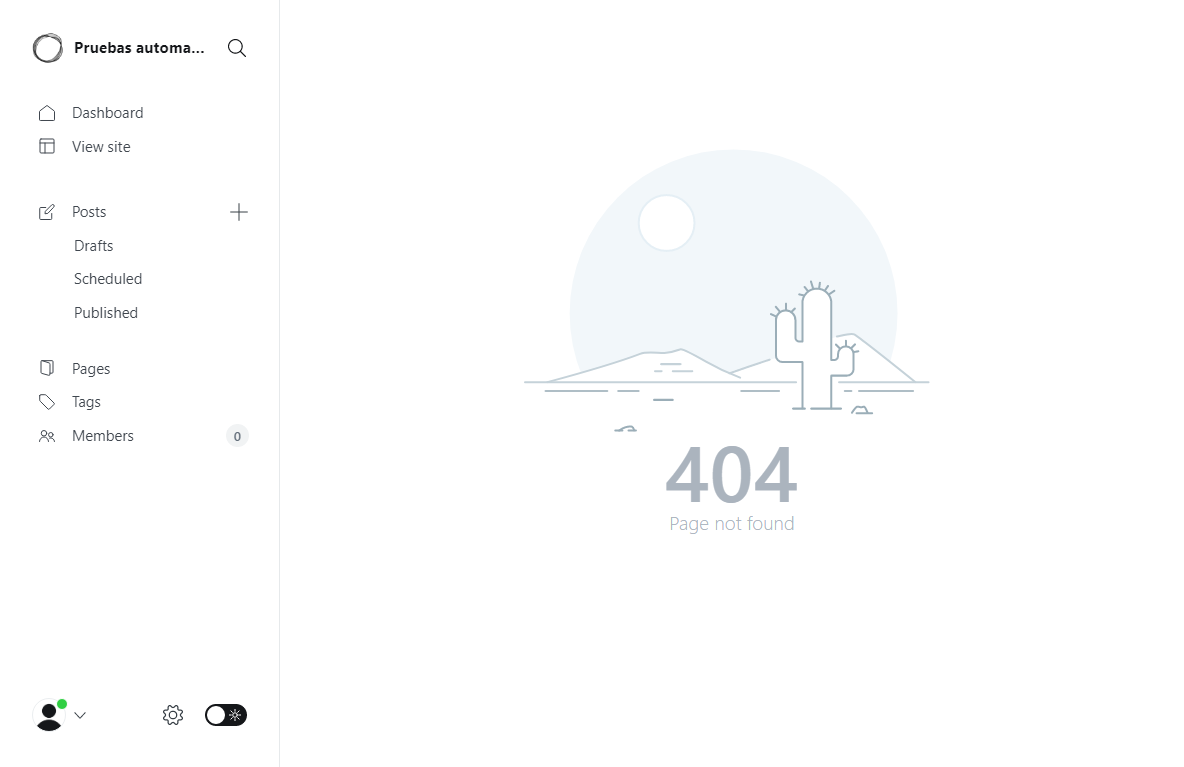 Pruebas automa...
Dashboard
View site
Posts
Drafts
Scheduled
Published
Pages
Tags
Members
0
404
Page not found